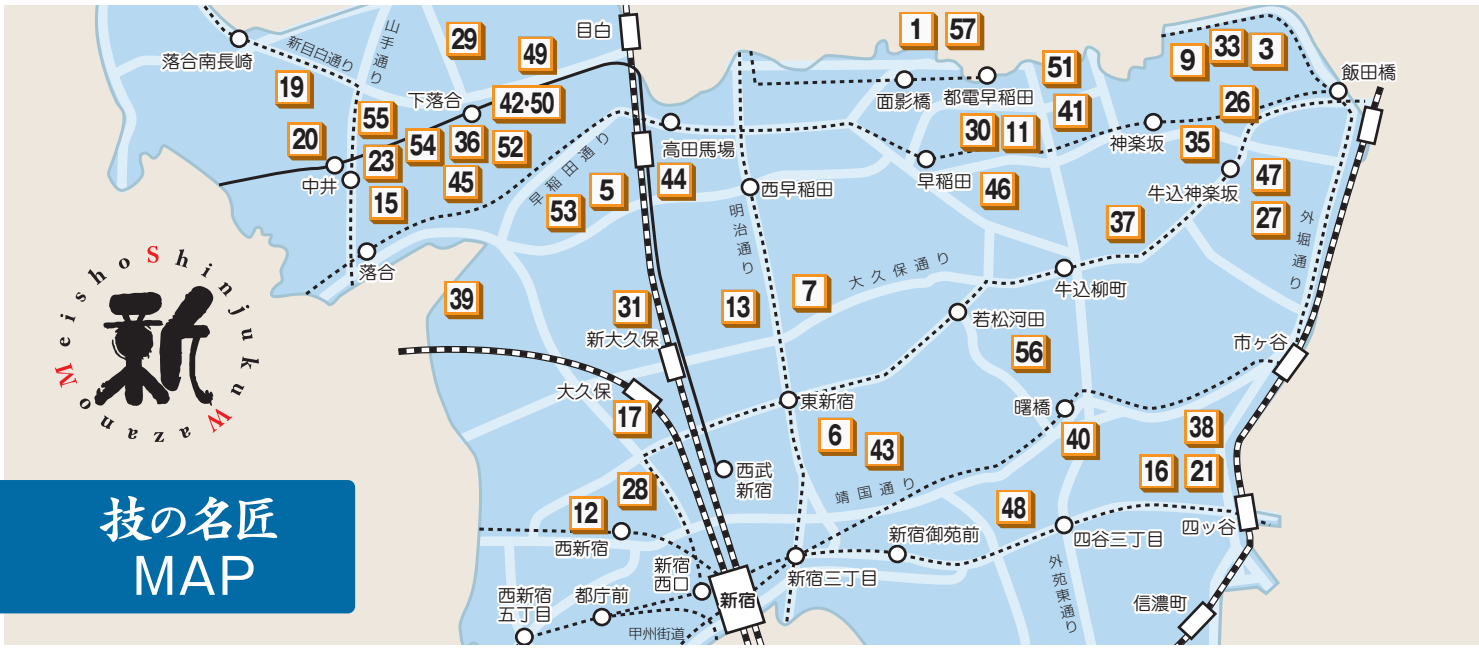 目白
1
57
29
49
33
3
9
51
飯田橋
山手通り
新目白通り
落合南長崎
19
面影橋
都電早稲田
下落合
42・50
26
41
55
20
54
36
52
高田馬場
30
11
神楽坂
35
23
中井
45
早稲田通り
5
44
西早稲田
早稲田
46
牛込神楽坂
47
15
53
明治通り
37
27
外堀通り
落合
大久保通り
牛込柳町
39
31
13
7
若松河田
新大久保
56
市ヶ谷
大久保
17
東新宿
曙橋
6
43
40
38
西武
新宿
16
21
28
靖国通り
12
48
西新宿
新宿御苑前
四谷三丁目
四ッ谷
新宿
西口
新宿三丁目
外苑東通り
西新宿
五丁目
都庁前
新宿
信濃町
甲州街道
Meisho Shinjuku Wazano
新
技の名匠
MAP